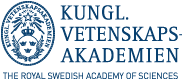 KUNGL.
VETENSKAPS-
AKADEMIEN
THE ROYAL SWEDISH ACADEMY OF SCIENCES